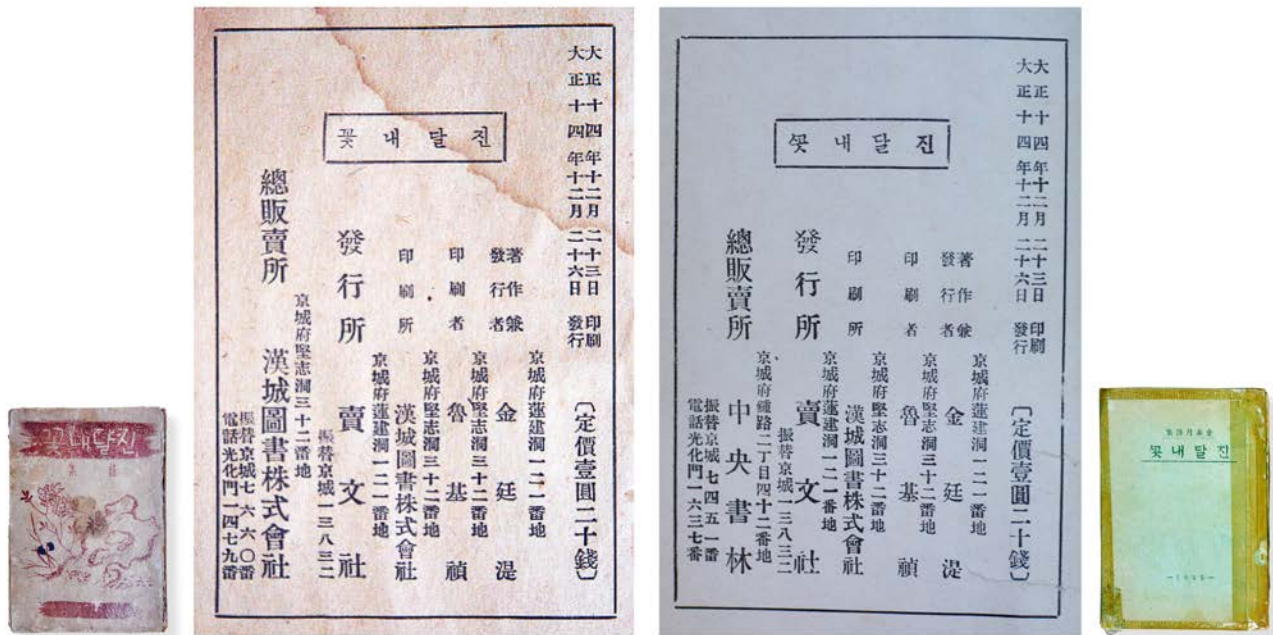 진달내꽃
詩集
大正十四年十二月二十三日印刷
大正十四年十二月二十六日發行
〔定價壹圓二十錢〕
진달내꽃
京城府蓮建洞一二一番地
著作兼
發行者
金廷湜
京城府堅志洞三十二番地
印刷者
魯基禎
京城府堅志洞三十二番地
印刷所
漢城圖書株式會社
京城府蓮建洞一二一番地
發行所
賣文社
振替京城一三八三二
京城府堅志洞三十二番地
總販賣所
漢城圖書株式會社
振替京城七六六〇番
電話光化門一四七九番
大正十四年十二月二十三日印刷
大正十四年十二月二十六日發行
〔定價壹圓二十錢〕
진달내ᄭᅩᆺ
京城府蓮建洞一二一番地
著作兼
發行者
金廷湜
京城府堅志洞三十二番地
印刷者
魯基禎
京城府堅志洞三十二番地
印刷所
漢城圖書株式會社
京城府蓮建洞一二一番地
發行所
賣文社
振替京城一三八三二
京城府鍾路二丁目四十二番地
總販賣所
中央書林
振替京城七四五一番
電話光化門一六三七番
金素月詩集
진달내ᄭᅩᆺ
—1925—